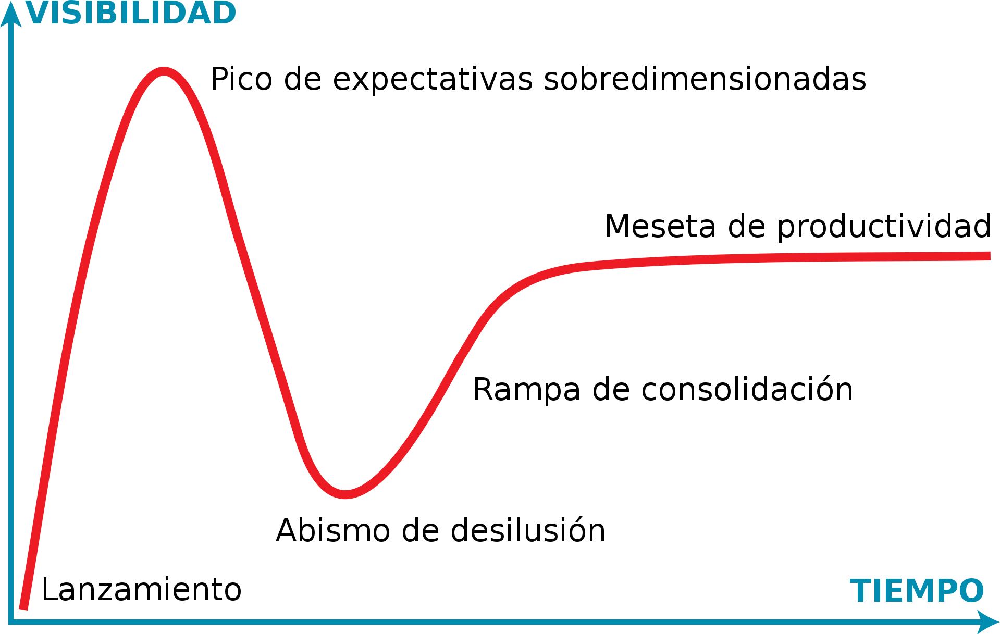 VISIBILIDAD
Pico de expectativas sobredimensionadas
Meseta de productividad
Rampa de consolidación
Abismo de desilusión
Lanzamiento
TIEMPO